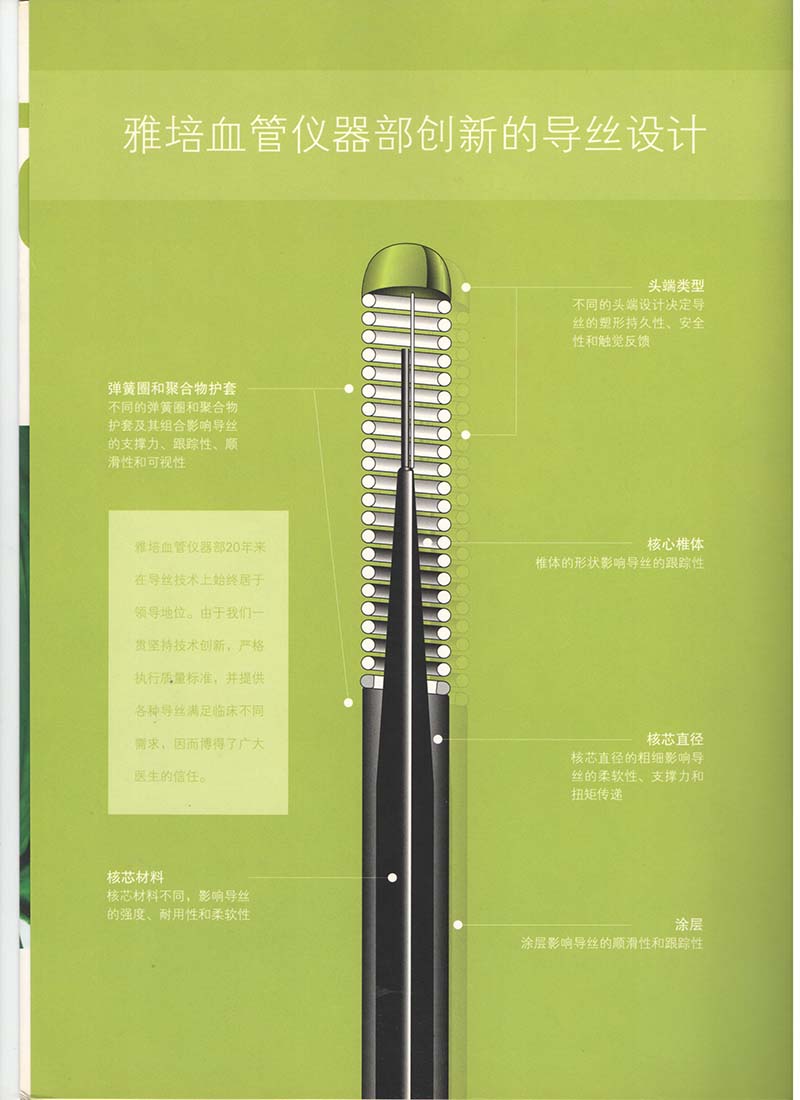 雅培血管仪器部创新的导丝设计
头端类型
不同的头端设计决定导
丝的塑形持久性、安全
性和触觉反馈
弹簧圈和聚合物护套
不同的弹簧圈和聚合物
护套及其组合影响导丝
的支撑力、跟踪性、顺
滑性和可视性
雅培血管仪器部20年来
在导丝技术上始终居于
领导地位。由于我们一
贯坚持技术创新，严格
执行质量标准，并提供
各种导丝满足临床不同
需求，因而博得了广大
医生的信任。
核心椎体
椎体的形状影响导丝的跟踪性
核芯直径
核芯直径的粗细影响导
丝的柔软性、支撑力和
扭矩传递
核芯材料
核芯材料不同，影响导丝
的强度、耐用性和柔软性
涂层
涂层影响导丝的顺滑性和跟踪性